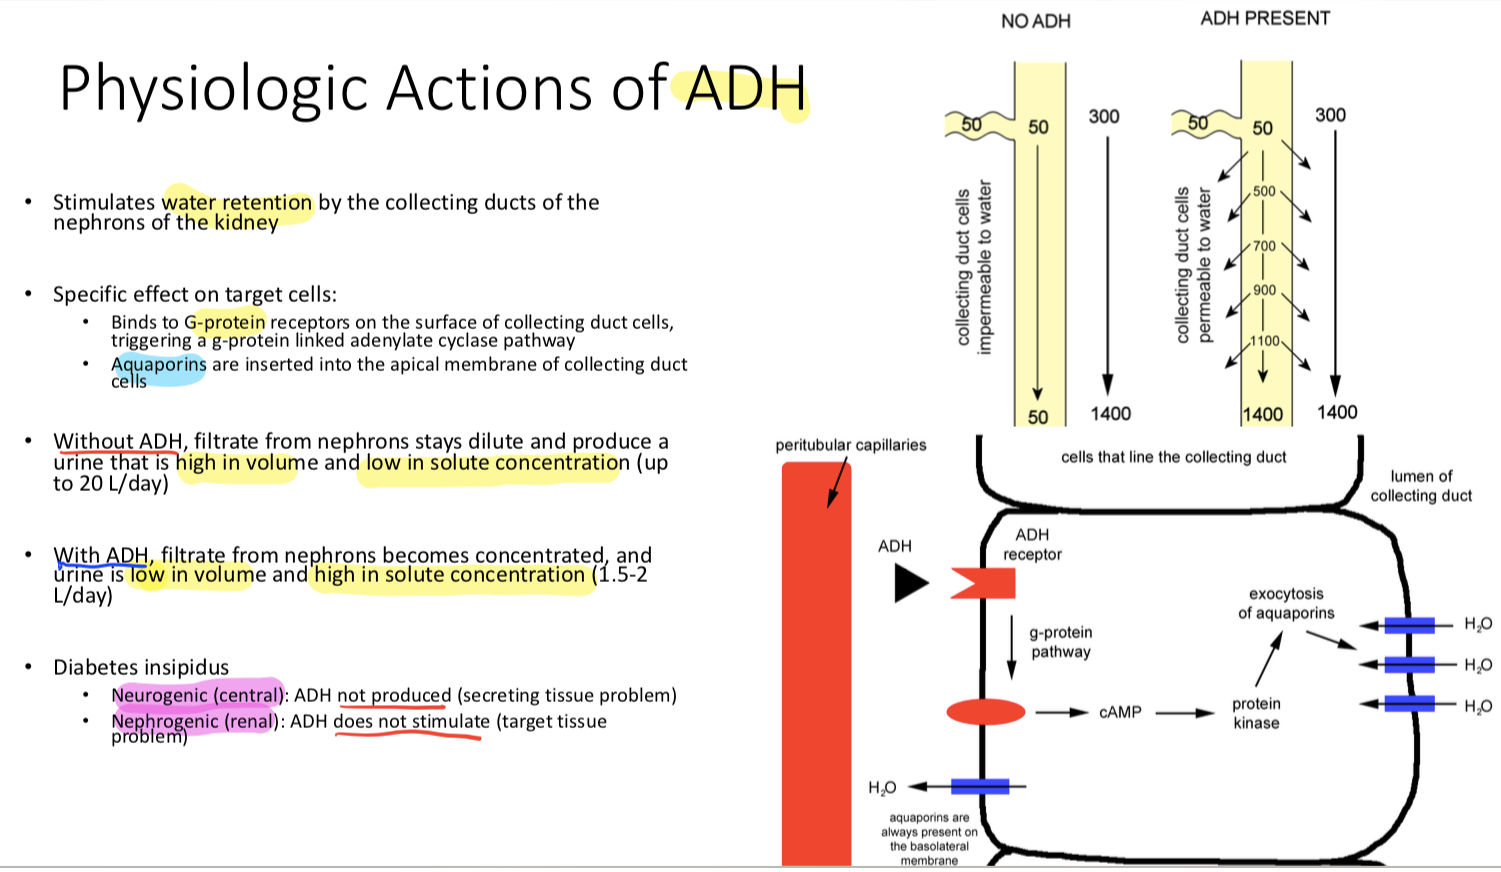 Physiologic Actions of ADH
• Stimulates water retention by the collecting ducts of the
nephrons of the kidney
• Specific effect on target cells:
• Binds to G-protein receptors on the surface of collecting duct cells,
triggering a g-protein linked adenylate cyclase pathway
• Aquaporins are inserted into the apical membrane of collecting duct
cells
• Without ADH, filtrate from nephrons stays dilute and produce a
urine that is high in volume and low in solute concentration (up
to 20 L/day)
• With ADH, filtrate from nephrons becomes concentrated, and
urine is low in volume and high in solute concentration (1.5-2
L/day)
• Diabetes insipidus
• Neurogenic (central): ADH not produced (secreting tissue problem)
• Nephrogenic (renal): ADH does not stimulate (target tissue
problem)
NO ADH
50
50
300
collecting duct cells
impermeable to water
50
1400
ADH PRESENT
50
50
300
collecting duct cells
permeable to water
500
700
900
1100
1400
1400
peritubular capillaries
cells that line the collecting duct
lumen of
collecting duct
ADH
ADH
receptor
g-protein
pathway
cAMP
protein
kinase
exocytosis
of aquaporins
H₂O
H₂O
H₂O
H₂O
aquaporins are
always present on
the basolateral
membrane